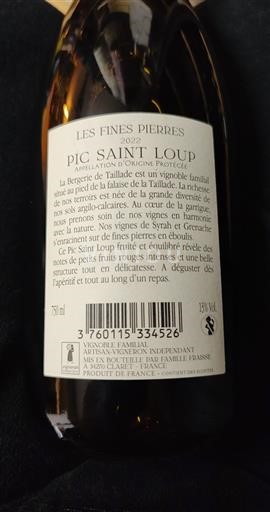 LES FINES PIERRES
2022
PIC SAINT LOUP
APPELLATION D'ORIGINE PROTÉGÉE
La Bergerie de Taillade est un vignoble familial
situé au pied de la falaise de la Taillade. La richesse
de nos terroirs est née de la grande diversité de
nos sols argilo-calcaires. Au cœur de la garrigue,
nous prenons soin de nos vignes en harmonie
avec la nature. Nos vignes de Syrah et Grenache
s'enracinent sur de fines pierres en éboulis.
Ce Pic Saint Loup fruité et équilibré révèle des
notes de petits fruits rouges intenses et une belle
structure tout en délicatesse. A déguster dès
l'apéritif et tout au long d'un repas.
750 ml
15% Vol.
3 760115 334526
VIGNOBLE FAMILIAL
ARTISAN-VIGNERON INDEPENDANT
MIS EN BOUTEILLE PAR FAMILLE FRAISSE
A 34270 CLARET - FRANCE
PRODUIT DE FRANCE - CONTIENT DES SULFITES